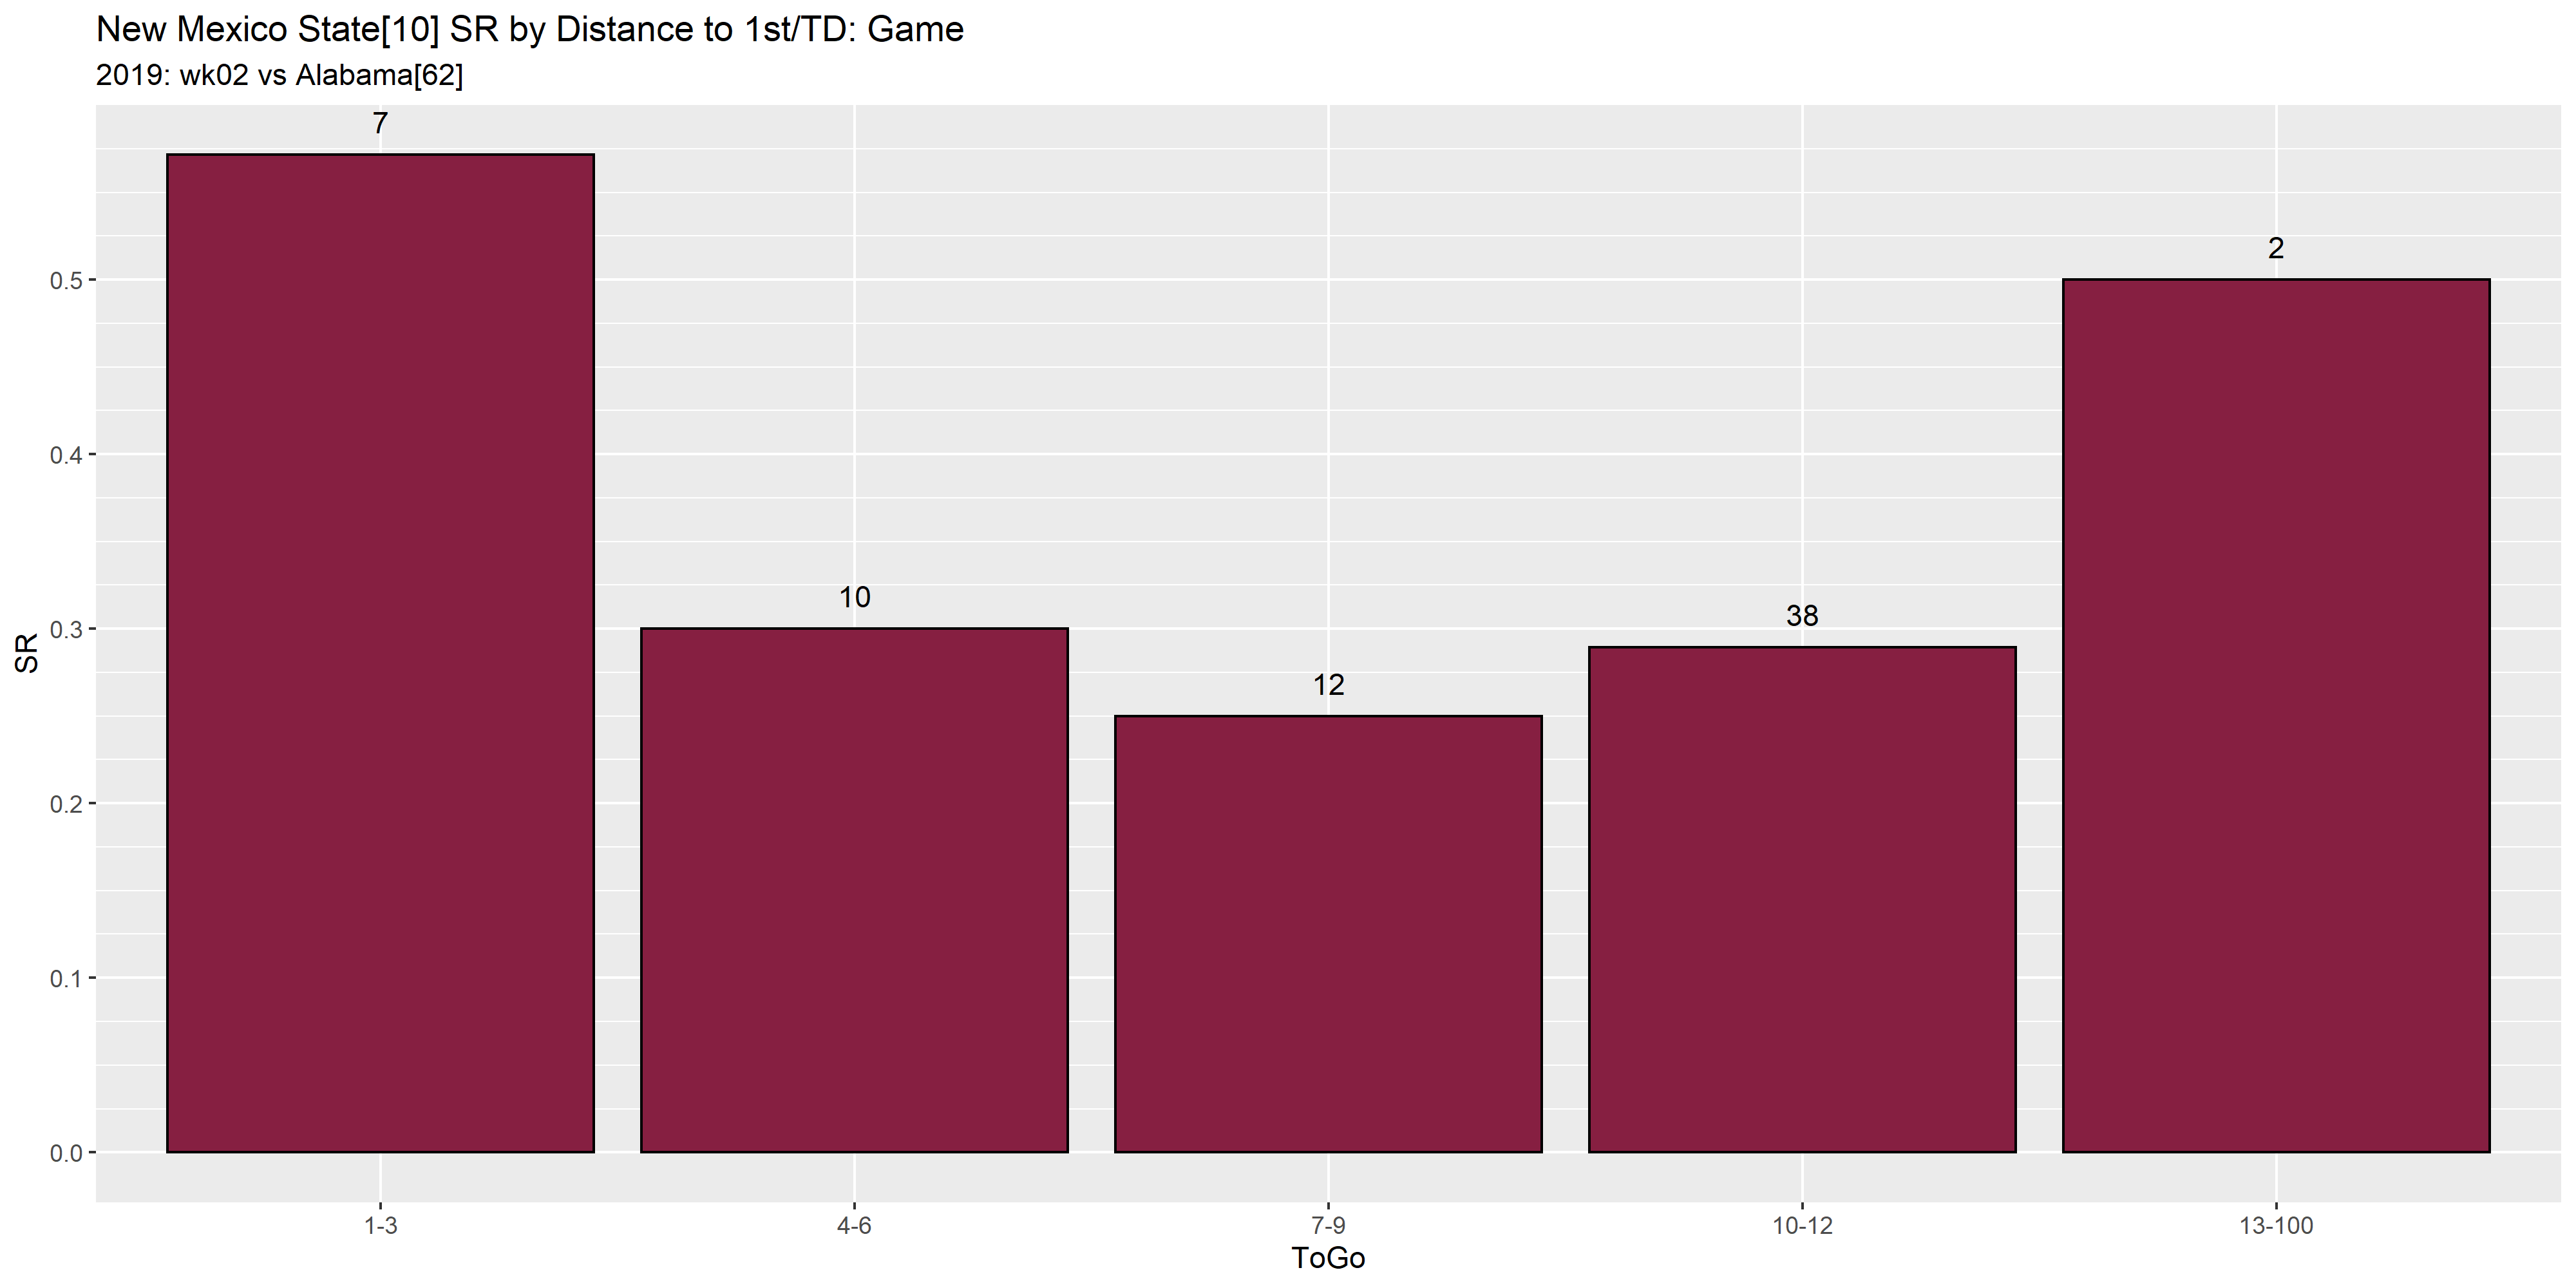 New Mexico State[10] SR by Distance to 1st/TD: Game
2019: wk02 vs Alabama[62]
7
2
0.5
0.4
10
38
0.3
SR
12
0.2
0.1
0.0
1-3 4-6 7-9 10-12 13-100
ToGo